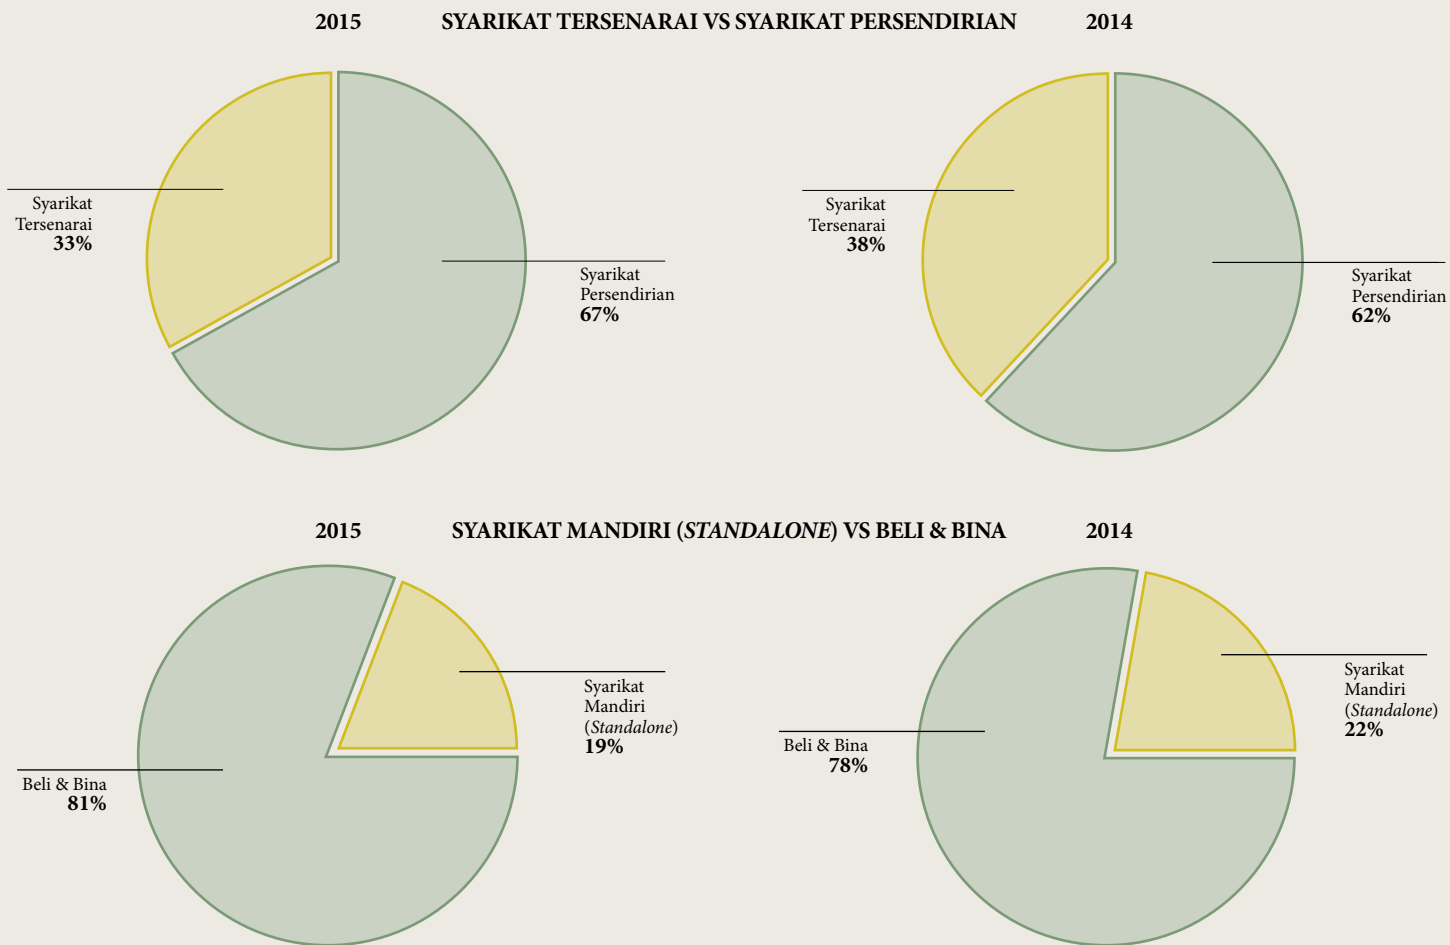 2015 SYARIKAT TERSENARAI VS SYARIKAT PERSENDIRIAN 2014
Syarikat
Tersenarai
33%
Syarikat
Persendirian
67%
Syarikat
Tersenarai
38%
Syarikat
Persendirian
62%
2015 SYARIKAT MANDIRI (STANDALONE) VS BELI & BINA 2014
Beli & Bina
81%
Syarikat
Mandiri
(Standalone)
19%
Beli & Bina
78%
Syarikat
Mandiri
(Standalone)
22%